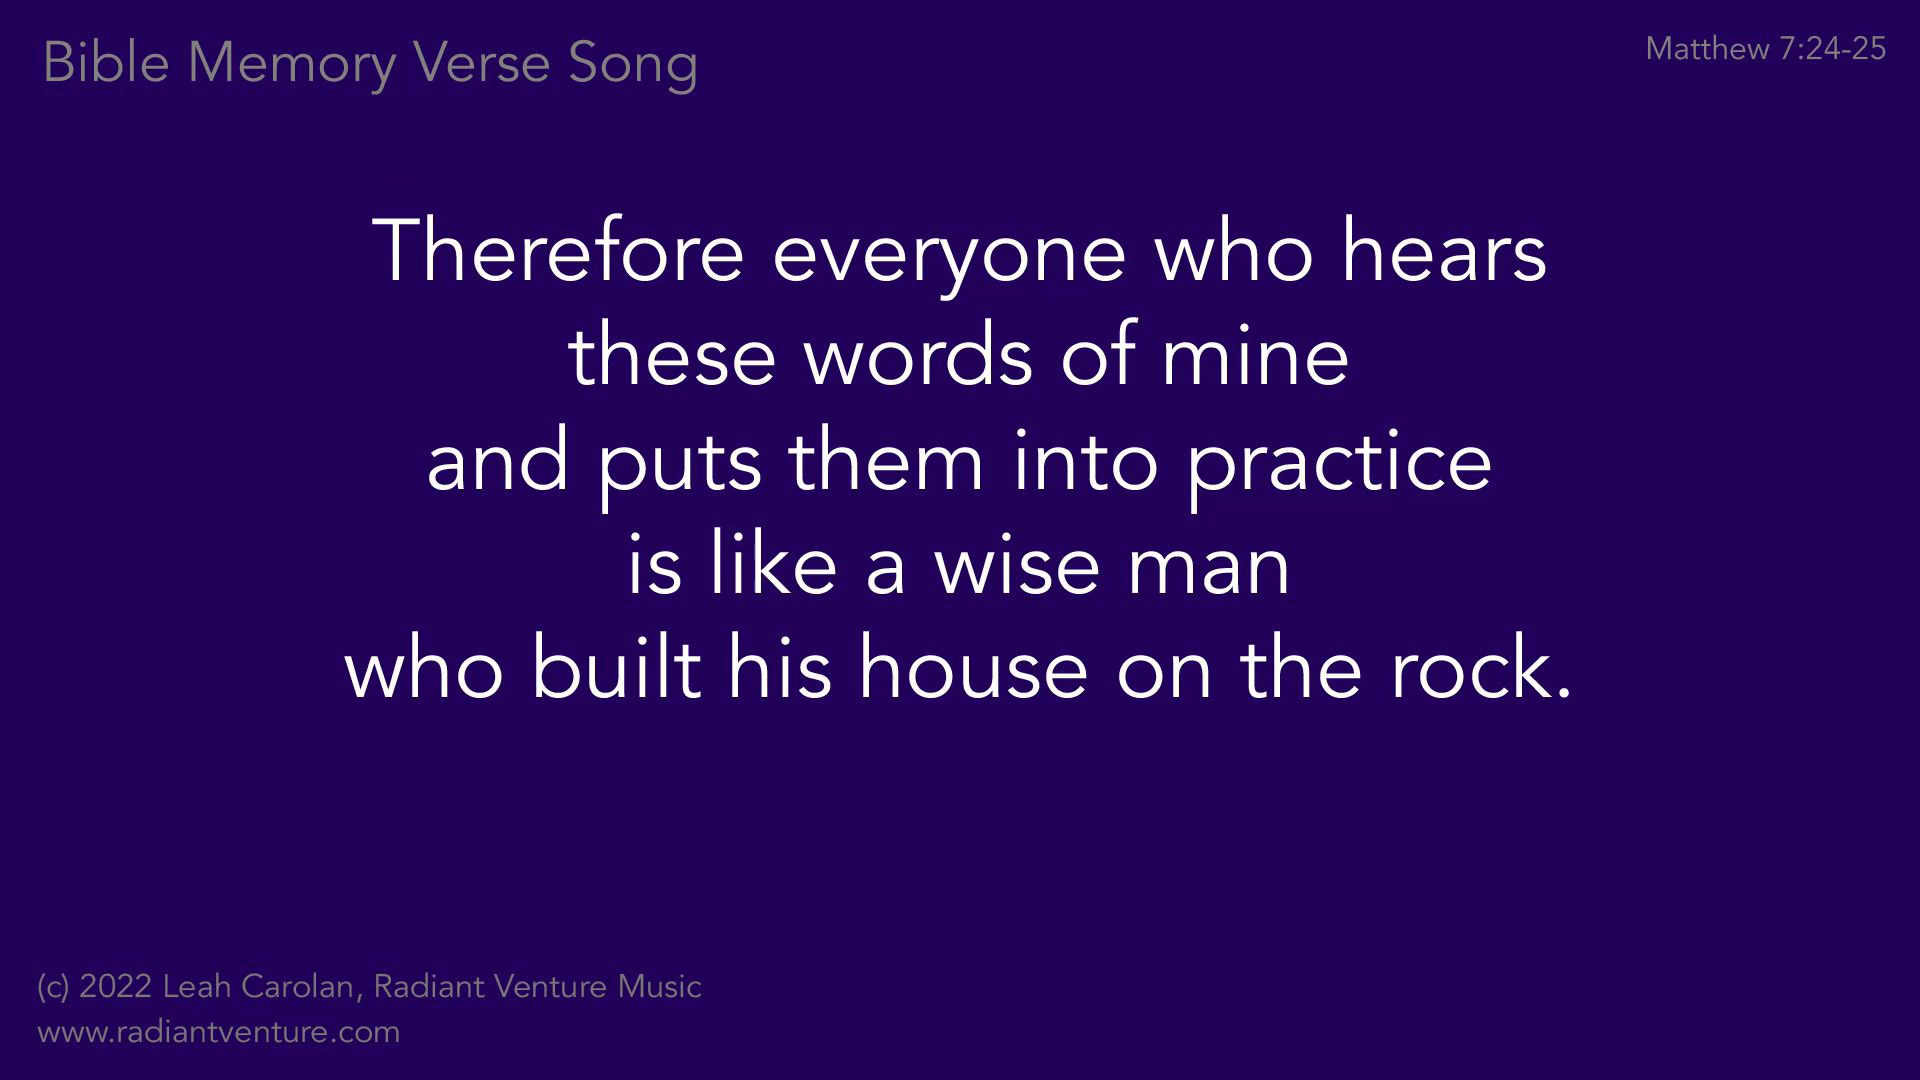 Bible Memory Verse Song
Matthew 7:24-25
Therefore everyone who hears
these words of mine
and puts them into practice
is like a wise man
who built his house on the rock.
(c) 2022 Leah Carolan, Radiant Venture Music
www.radiantventure.com